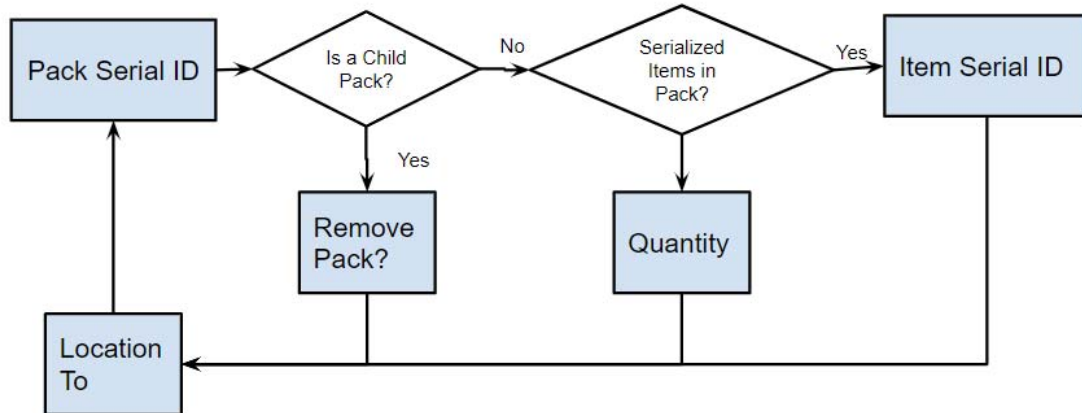 Pack Serial ID
Is a Child
Pack?
No
Serialized
Items in
Pack?
Yes
Item Serial ID
Yes
Remove
Pack?
Quantity
Location
To